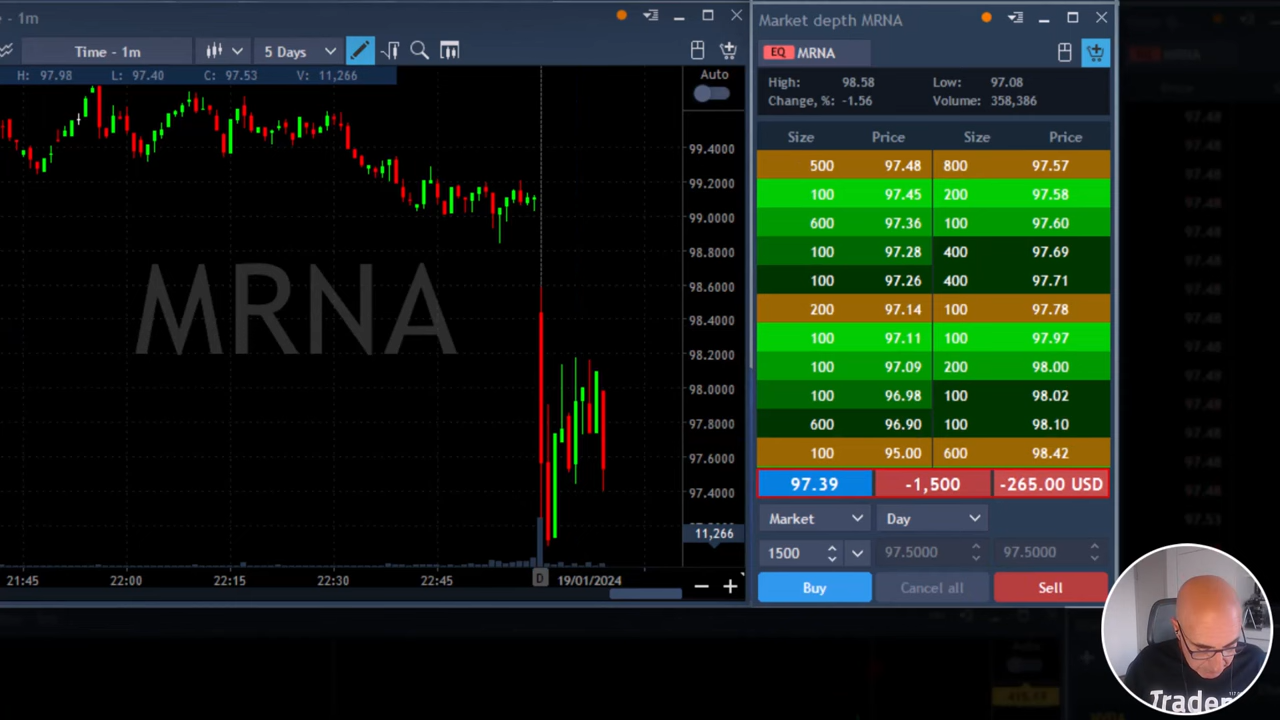 - 1m
Time - 1m
5 Days
H: 97.98 L: 97.40 C: 97.53 V: 11,266
Auto
MRNA
99.4000
99.2000
99.0000
98.8000
98.6000
98.4000
98.2000
98.0000
97.8000
97.6000
97.4000
11,266
21:45 22:00 22:15 22:30 22:45 D 19/01/2024
Market depth MRNA
EQ MRNA
High: 98.58 Low: 97.08
Change, %: -1.56 Volume: 358,386
Size Price Size Price
500 97.48 800 97.57
100 97.45 200 97.58
600 97.36 100 97.60
100 97.28 400 97.69
100 97.26 400 97.71
200 97.14 100 97.78
100 97.11 100 97.97
100 97.09 200 98.00
100 96.98 100 98.02
600 96.90 100 98.10
100 95.00 600 98.42
97.39 -1,500 -265.00 USD
Market Day
1500 97.5000 97.5000
Buy Cancel all Sell